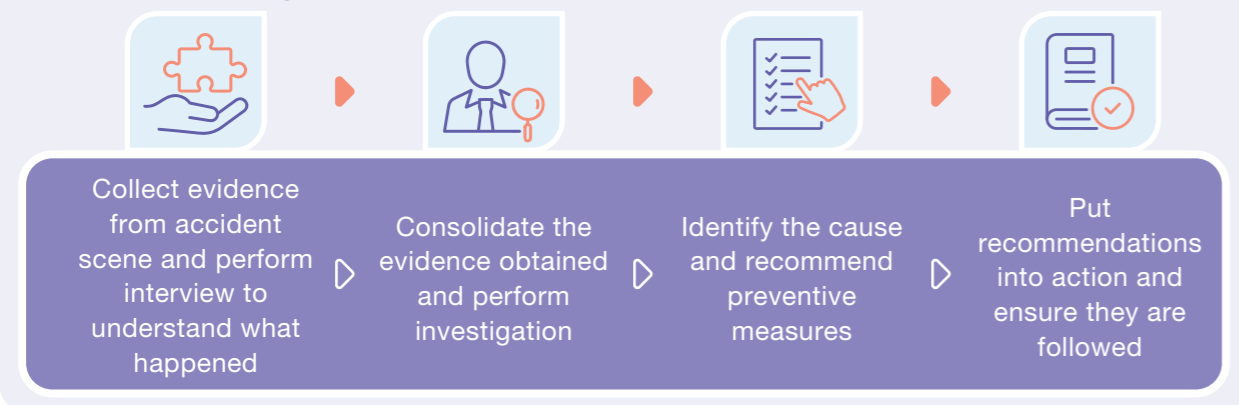 Collect evidence
from accident
scene and perform
interview to
understand what
happened
Consolidate the
evidence obtained
and perform
investigation
Identify the cause
and recommend
preventive
measures
Put
recommendations
into action and
ensure they are
followed